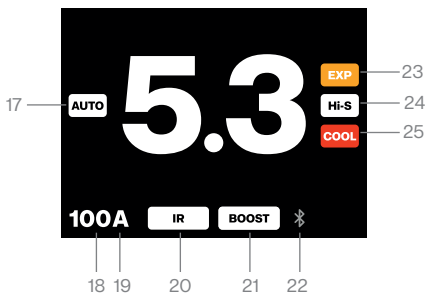 5.3
EXP
23
17
AUTO
Hi-S
24
COOL
25
100A
IR
BOOST
18
19
20
21
22